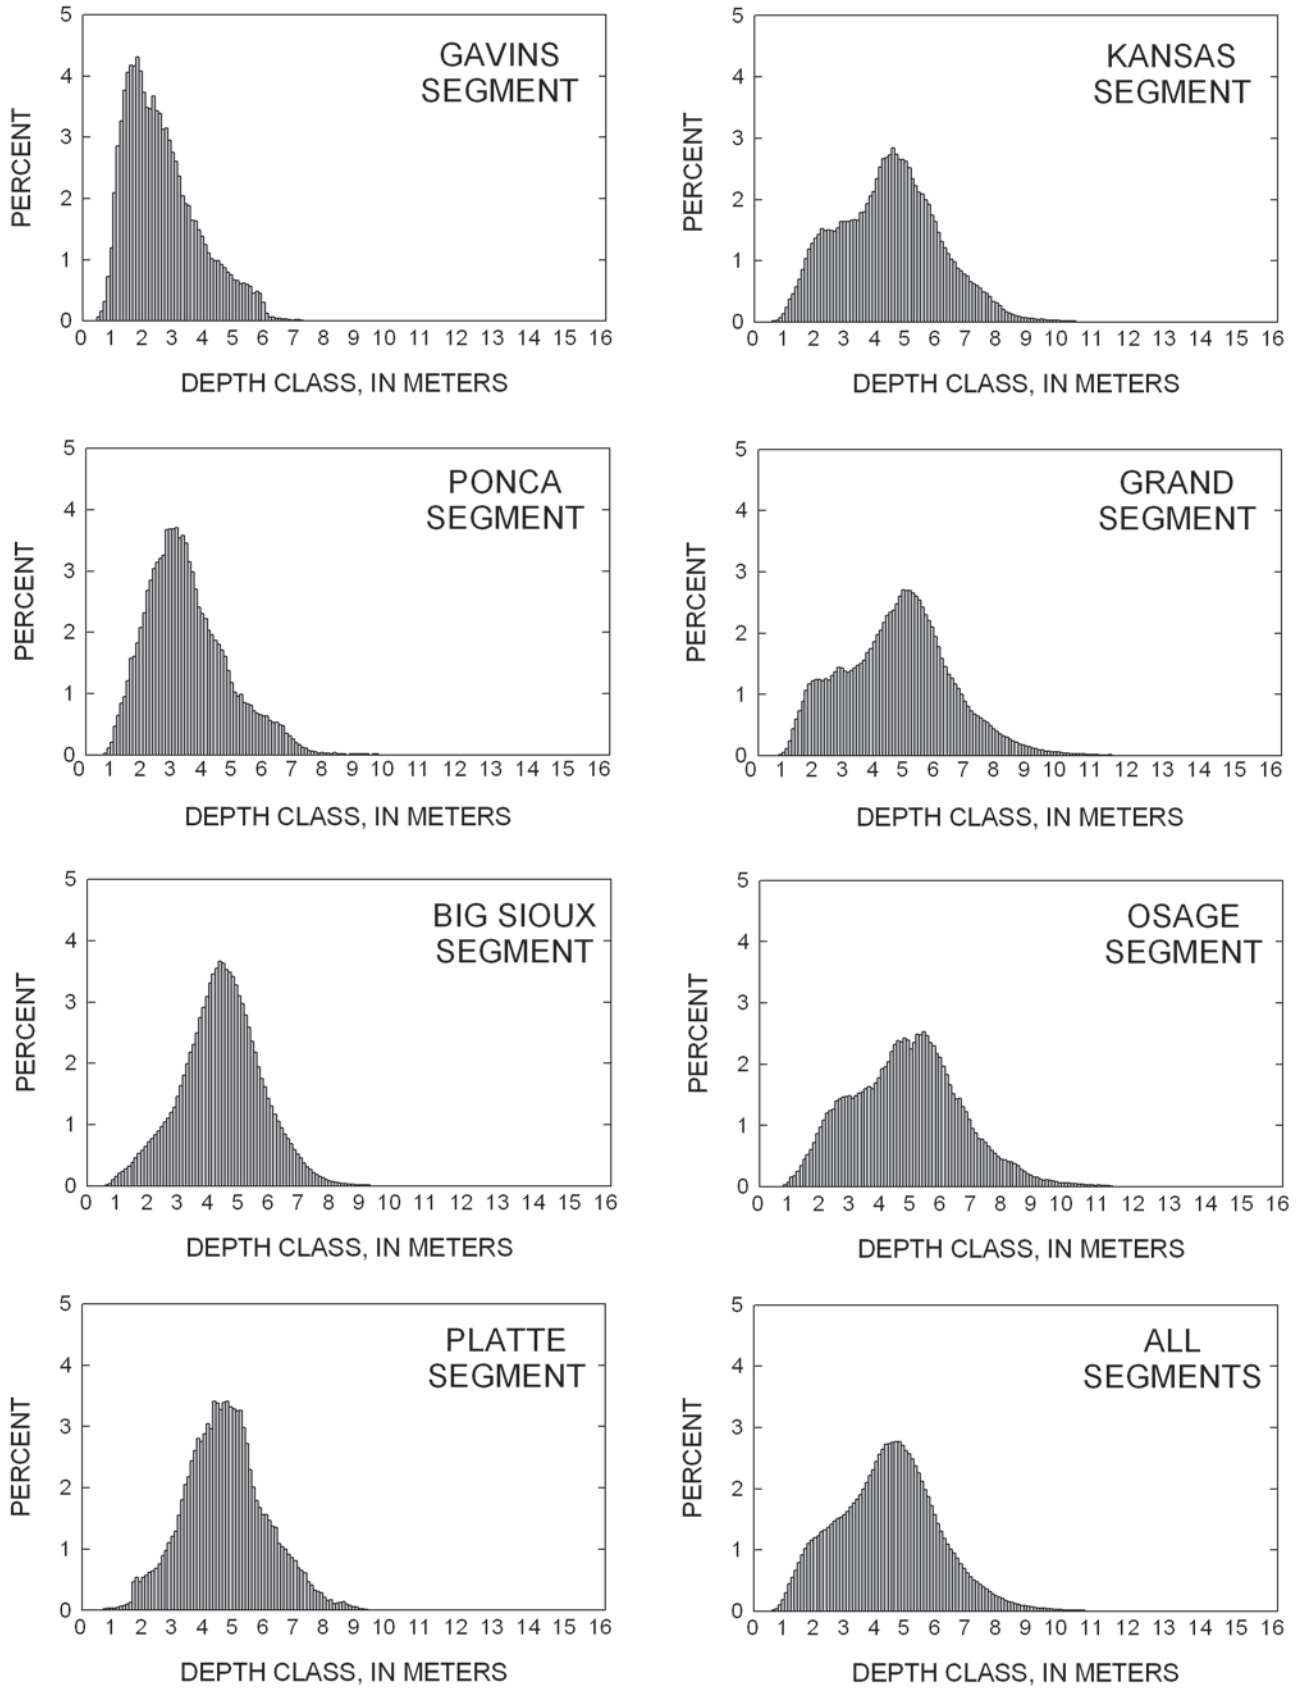 GAVINS
SEGMENT
PERCENT
5
4
3
2
1
0
0 1 2 3 4 5 6 7 8 9 10 11 12 13 14 15 16
DEPTH CLASS, IN METERS
KANSAS
SEGMENT
PERCENT
5
4
3
2
1
0
0 1 2 3 4 5 6 7 8 9 10 11 12 13 14 15 16
DEPTH CLASS, IN METERS
PONCA
SEGMENT
PERCENT
5
4
3
2
1
0
0 1 2 3 4 5 6 7 8 9 10 11 12 13 14 15 16
DEPTH CLASS, IN METERS
GRAND
SEGMENT
PERCENT
5
4
3
2
1
0
0 1 2 3 4 5 6 7 8 9 10 11 12 13 14 15 16
DEPTH CLASS, IN METERS
BIG SIOUX
SEGMENT
PERCENT
5
4
3
2
1
0
0 1 2 3 4 5 6 7 8 9 10 11 12 13 14 15 16
DEPTH CLASS, IN METERS
OSAGE
SEGMENT
PERCENT
5
4
3
2
1
0
0 1 2 3 4 5 6 7 8 9 10 11 12 13 14 15 16
DEPTH CLASS, IN METERS
PLATTE
SEGMENT
PERCENT
5
4
3
2
1
0
0 1 2 3 4 5 6 7 8 9 10 11 12 13 14 15 16
DEPTH CLASS, IN METERS
ALL
SEGMENTS
PERCENT
5
4
3
2
1
0
0 1 2 3 4 5 6 7 8 9 10 11 12 13 14 15 16
DEPTH CLASS, IN METERS